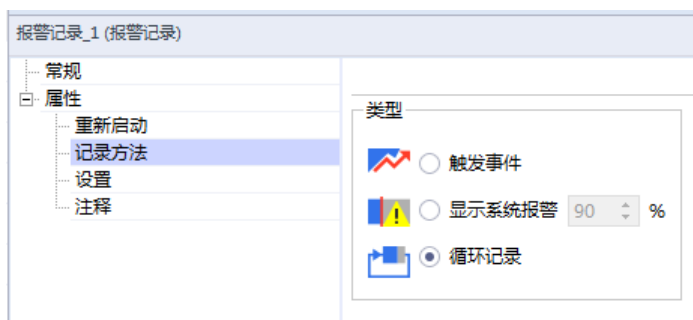 报警记录_1 (报警记录)
常规
属性
重新启动
记录方法
设置
注释
类型
触发事件
显示系统报警 90 %
循环记录